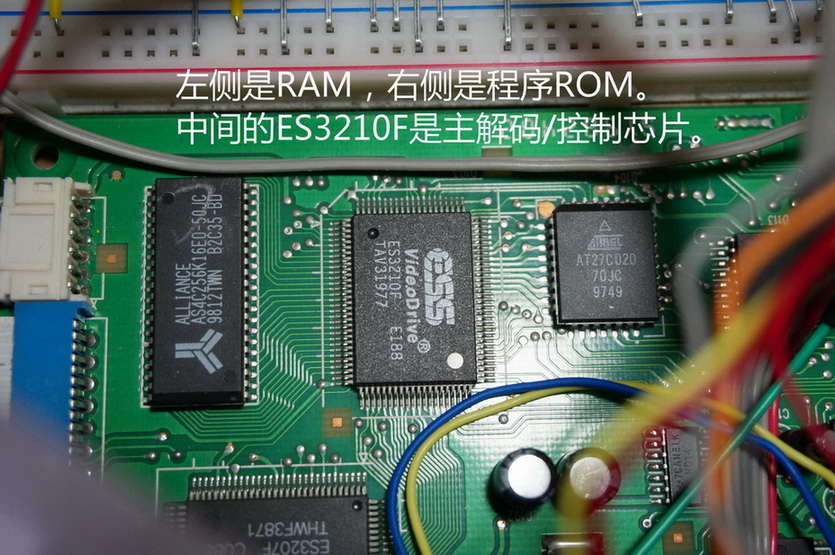 左侧是RAM，右侧是程序ROM。
中间的ES3210F是主解码/控制芯片。
ALLIANCE
AS4C256K16E0-50JC
98121WN B2C35-BD
ESS
VideoDrive®
ES3210F E188
TAV31977
ATMEL
AT27C020
70JC
9749
ES3207F
THWF3871